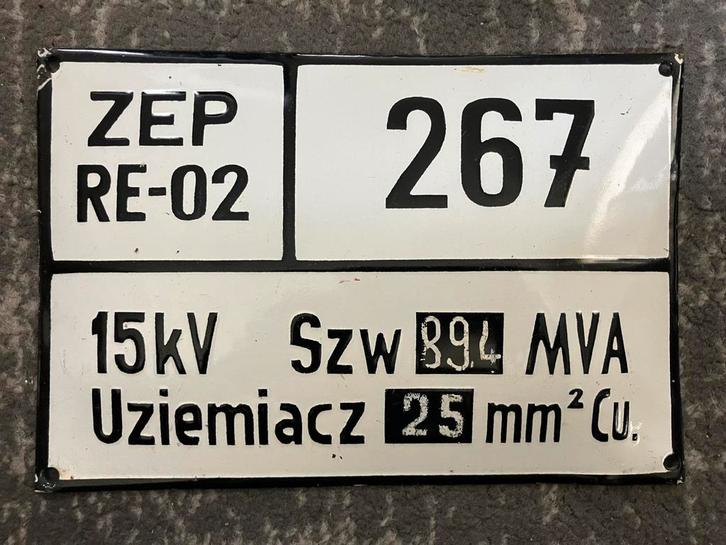 ZEP
RE-02
267
15kV Szw 89.4 MVA
Uziemiacz 25 mm² Cu.